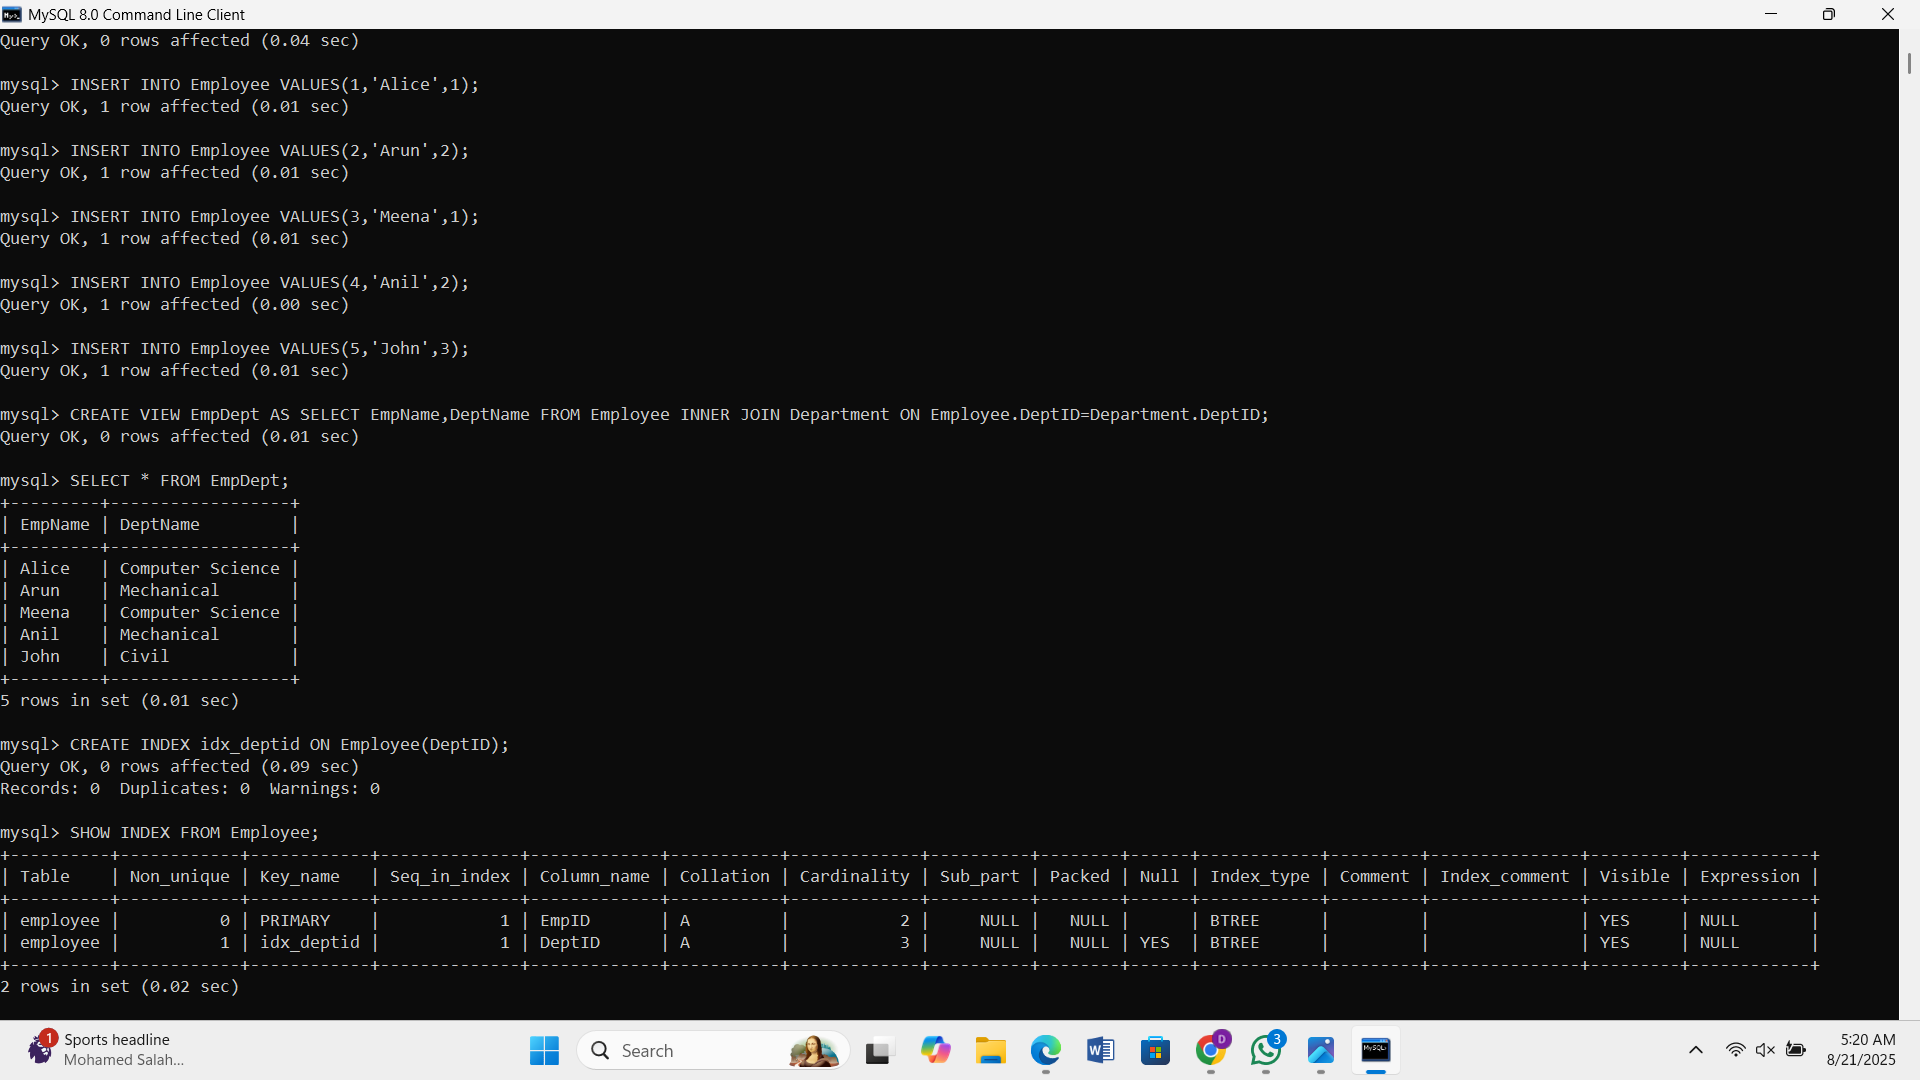 MySQL 8.0 Command Line Client
Query OK, 0 rows affected (0.04 sec)
mysql> INSERT INTO Employee VALUES(1,'Alice',1);
Query OK, 1 row affected (0.01 sec)
mysql> INSERT INTO Employee VALUES(2,'Arun',2);
Query OK, 1 row affected (0.01 sec)
mysql> INSERT INTO Employee VALUES(3,'Meena',1);
Query OK, 1 row affected (0.01 sec)
mysql> INSERT INTO Employee VALUES(4,'Anil',2);
Query OK, 1 row affected (0.00 sec)
mysql> INSERT INTO Employee VALUES(5,'John',3);
Query OK, 1 row affected (0.01 sec)
mysql> CREATE VIEW EmpDept AS SELECT EmpName,DeptName FROM Employee INNER JOIN Department ON Employee.DeptID=Department.DeptID;
Query OK, 0 rows affected (0.01 sec)
mysql> SELECT * FROM EmpDept;
+---------+------------------+
| EmpName | DeptName         |
+---------+------------------+
| Alice   | Computer Science |
| Arun    | Mechanical       |
| Meena   | Computer Science |
| Anil    | Mechanical       |
| John    | Civil            |
+---------+------------------+
5 rows in set (0.01 sec)
mysql> CREATE INDEX idx_deptid ON Employee(DeptID);
Query OK, 0 rows affected (0.09 sec)
Records: 0  Duplicates: 0  Warnings: 0
mysql> SHOW INDEX FROM Employee;
+----------+------------+------------+--------------+-------------+-----------+-------------+----------+--------+------+------------+---------+---------------+---------+------------+
| Table    | Non_unique | Key_name   | Seq_in_index | Column_name | Collation | Cardinality | Sub_part | Packed | Null | Index_type | Comment | Index_comment | Visible | Expression |
+----------+------------+------------+--------------+-------------+-----------+-------------+----------+--------+------+------------+---------+---------------+---------+------------+
| employee |          0 | PRIMARY    |            1 | EmpID       | A         |           2 |     NULL |   NULL |      | BTREE      |         |               | YES     | NULL       |
| employee |          1 | idx_deptid |            1 | DeptID      | A         |           3 |     NULL |   NULL | YES  | BTREE      |         |               | YES     | NULL       |
+----------+------------+------------+--------------+-------------+-----------+-------------+----------+--------+------+------------+---------+---------------+---------+------------+
2 rows in set (0.02 sec)
1
Sports headline
Mohamed Salah...
Search
D
3
MySQL
5:20 AM
8/21/2025